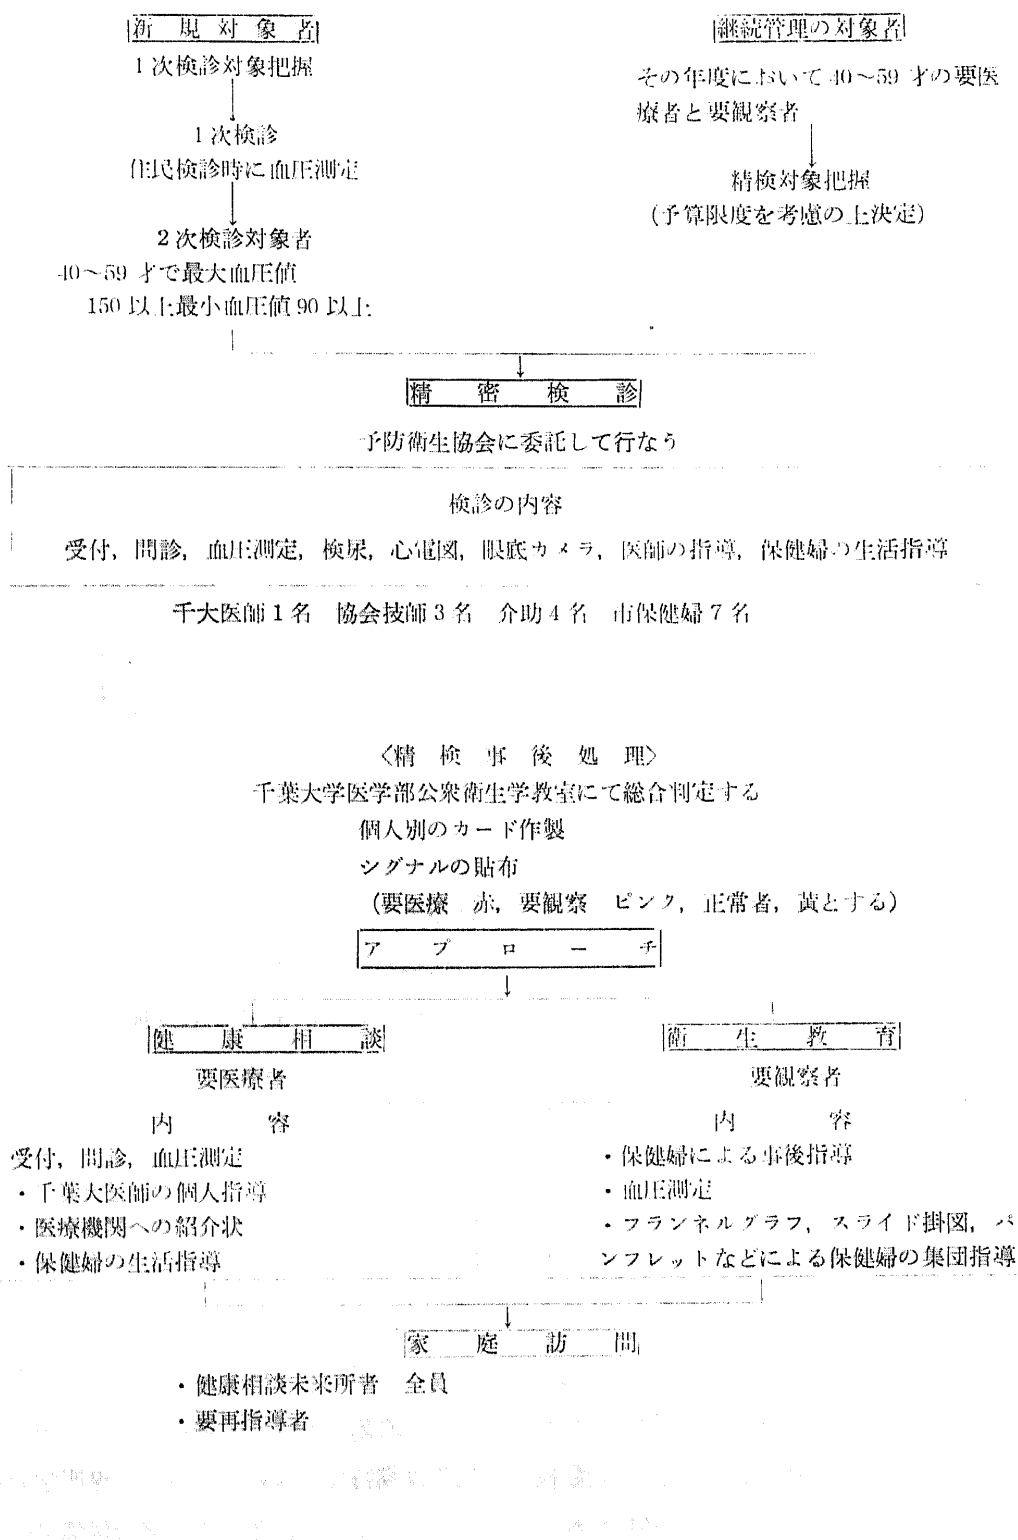 新規対象者
1次検診対象把握
1次検診
住民検診時に血圧測定
2次検診対象者
40〜59才で最大血圧値
150以上最小血圧値90以上
継続管理の対象者
その年度において40〜59才の要医
療者と要観察者
精検対象把握
(予算限度を考慮の上決定)
精密検診
予防衛生協会に委託して行なう
検診の内容
受付, 問診, 血圧測定, 検尿, 心電図, 眼底カメラ, 医師の指導, 保健婦の生活指導
千大医師1名 協会技師3名 介助4名 市保健婦7名
〈精検事後処理〉
千葉大学医学部公衆衛生学教室にて総合判定する
個人別のカード作製
シグナルの貼布
(要医療 赤, 要観察 ピンク, 正常者, 黄とする)
アプローチ
健康相談
要医療者
内容
受付, 問診, 血圧測定
・千葉大医師の個人指導
・医療機関への紹介状
・保健婦の生活指導
衛生教育
要観察者
内容
・保健婦による事後指導
・血圧測定
・フランネルグラフ, スライド掛図, パ
ンフレットなどによる保健婦の集団指導
家庭訪問
・健康相談未来所者 全員
・要再指導者